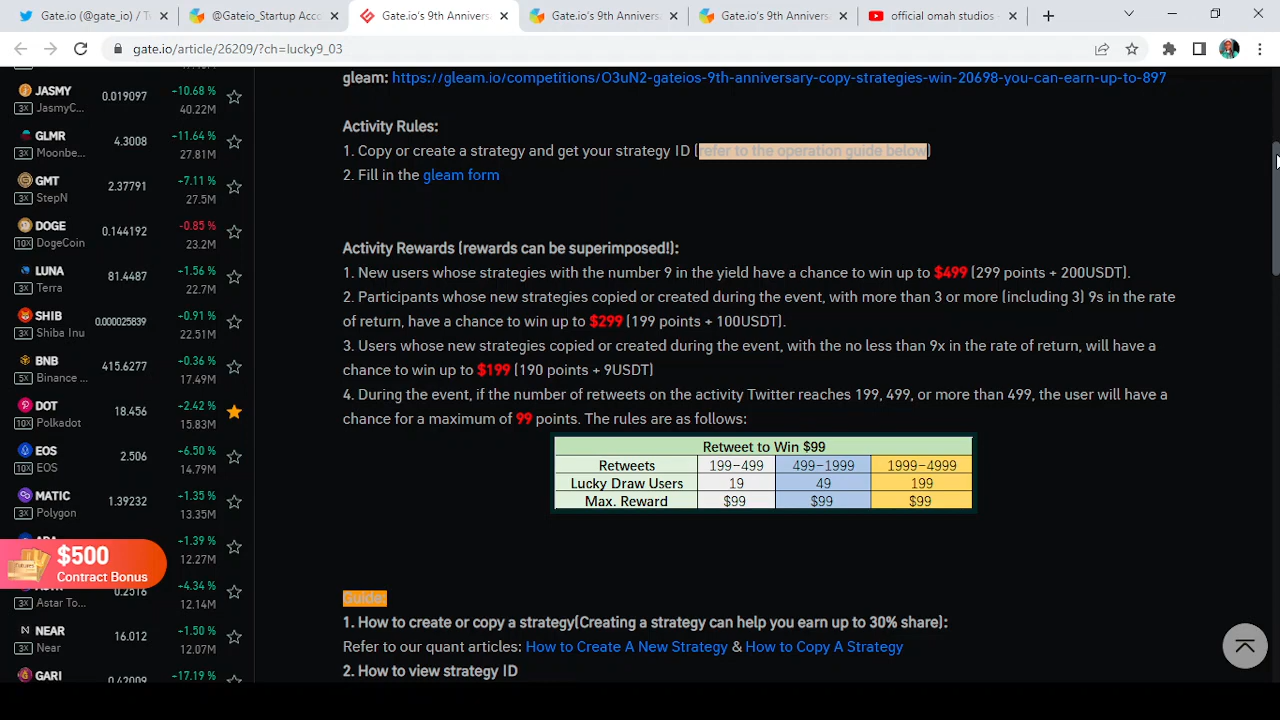 Gate.io (@gate_io) / T
@Gateio_Startup Acco
Gate.io's 9th Annivers
Gate.io's 9th Annivers
Gate.io's 9th Annivers
official omah studios -
gate.io/article/26209/?ch=lucky9_03
3X JasmyC... 40.22M
JASMY 0.019097 +10.68 %
GLMR 4.3008 +11.64 %
3X Moonbe... 27.81M
GMT 2.37791 +7.11 %
3X StepN 27.5M
DOGE 0.144192 -0.85 %
10X DogeCoin 23.2M
LUNA 81.4487 +1.56 %
3X Terra 22.7M
SHIB 0.000025839 +0.91 %
3X Shiba Inu 22.51M
BNB 415.6277 +0.36 %
5X Binance ... 17.49M
DOT 18.456 +2.42 %
10X Polkadot 15.83M
EOS 2.506 +6.50 %
10X EOS 14.79M
MATIC 1.39232 +1.35 %
3X Polygon 13.35M
+1.39 %
12.27M
$500
Contract Bonus
0.2516 +4.34 %
3X Astar To... 12.14M
NEAR 16.012 +1.50 %
3X Near 12.07M
GARI 0.42009 +17.19 %
gleam: https://gleam.io/competitions/O3uN2-gateios-9th-anniversary-copy-strategies-win-20698-you-can-earn-up-to-897
Activity Rules:
1. Copy or create a strategy and get your strategy ID (refer to the operation guide below)
2. Fill in the gleam form
Activity Rewards (rewards can be superimposed!):
1. New users whose strategies with the number 9 in the yield have a chance to win up to $499 (299 points + 200USDT).
2. Participants whose new strategies copied or created during the event, with more than 3 or more (including 3) 9s in the rate
of return, have a chance to win up to $299 (199 points + 100USDT).
3. Users whose new strategies copied or created during the event, with the no less than 9x in the rate of return, will have a
chance to win up to $199 (190 points + 9USDT)
4. During the event, if the number of retweets on the activity Twitter reaches 199, 499, or more than 499, the user will have a
chance for a maximum of 99 points. The rules are as follows:
Retweet to Win $99
Retweets 199-499 499-1999 1999-4999
Lucky Draw Users 19 49 199
Max. Reward $99 $99 $99
Guide:
1. How to create or copy a strategy(Creating a strategy can help you earn up to 30% share):
Refer to our quant articles: How to Create A New Strategy & How to Copy A Strategy
2. How to view strategy ID